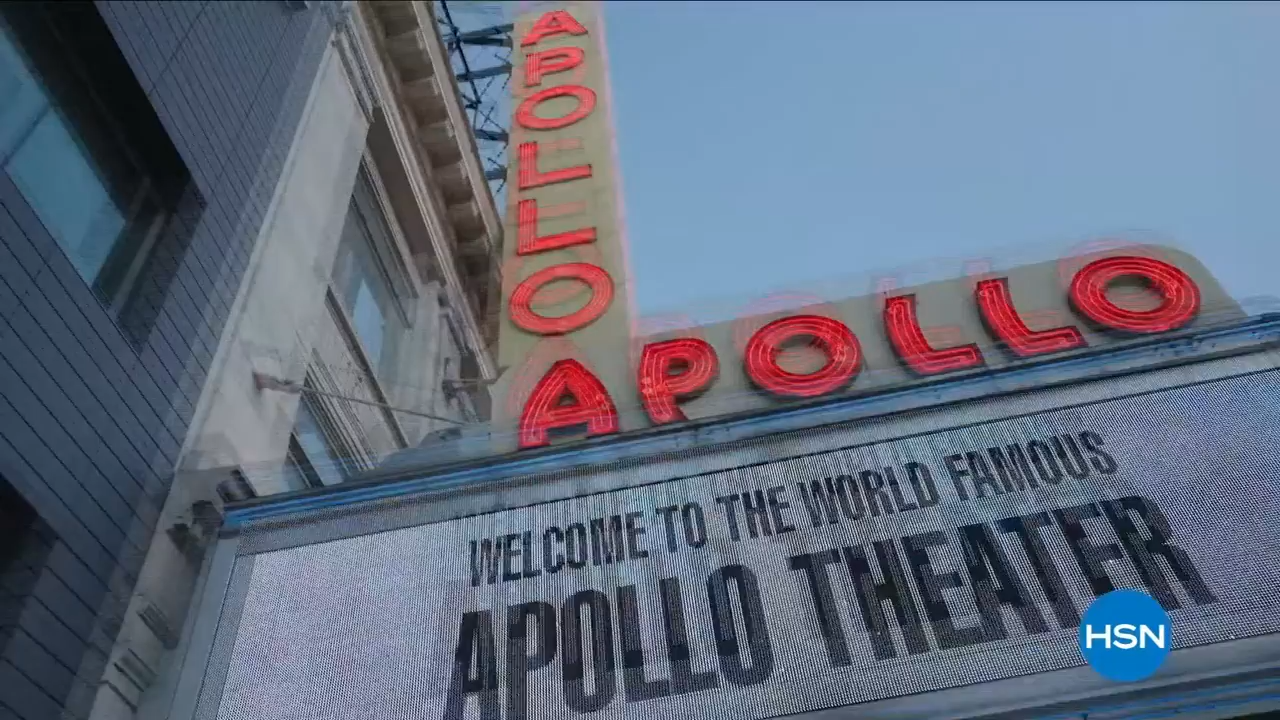 APOLLO
APOLLO
WELCOME TO THE WORLD FAMOUS
APOLLO THEATER
HSN